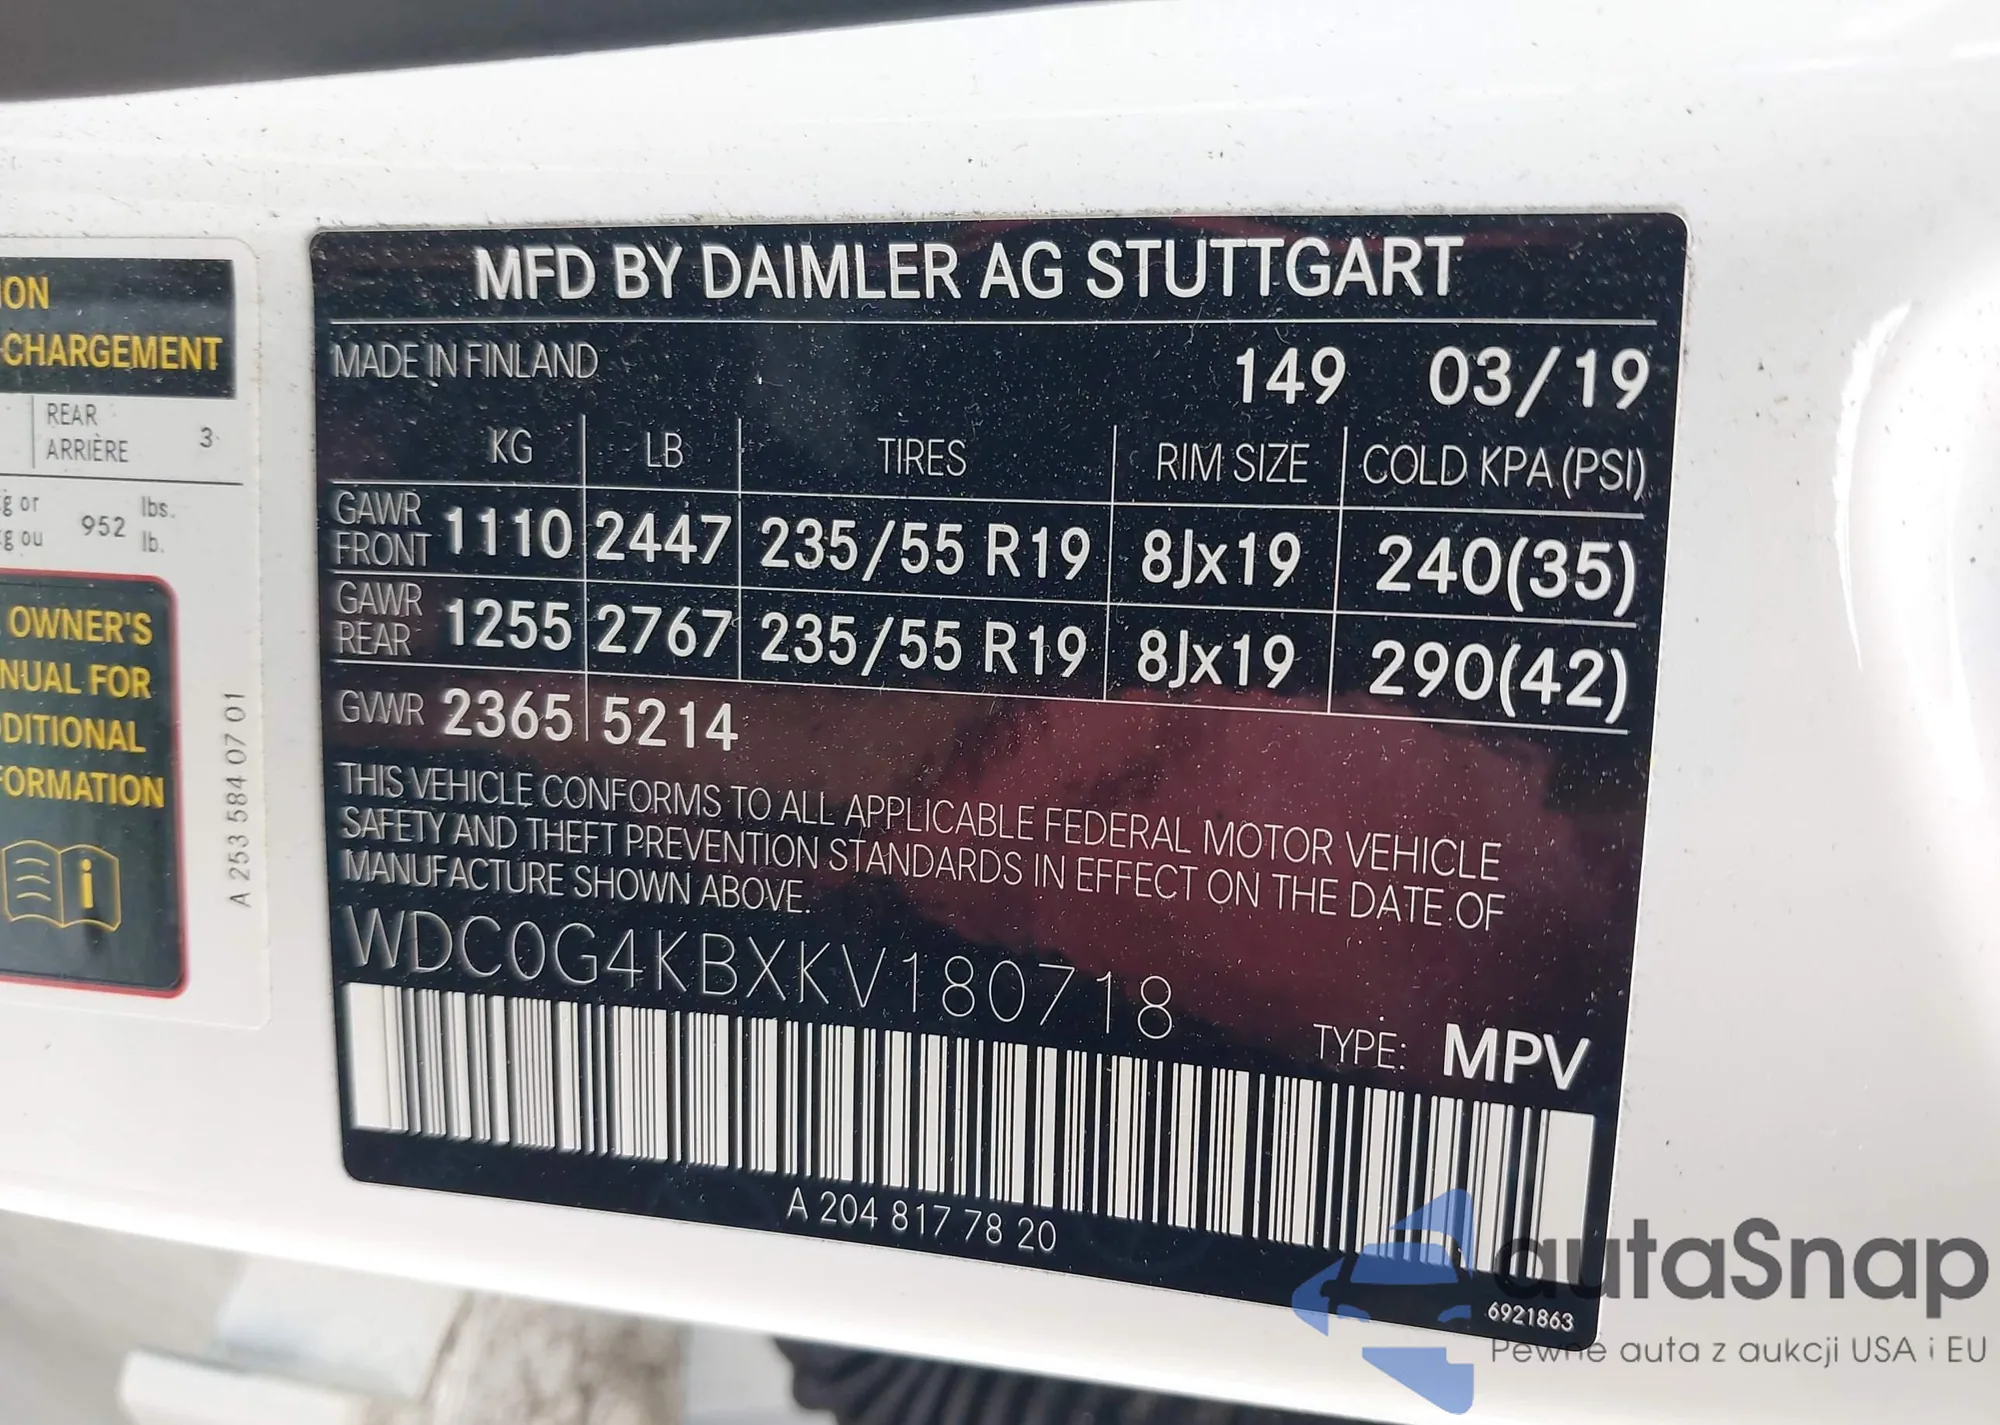 ION
CHARGEMENT
REAR
ARRIÈRE 3
g or
952 lbs.
g ou lb.
OWNER'S
NUAL FOR
DITIONAL
FORMATION
i
A 253 584 07 01
MFD BY DAIMLER AG STUTTGART
MADE IN FINLAND 149 03/19
KG LB TIRES RIM SIZE COLD KPA (PSI)
GAWR FRONT 1110 2447 235/55 R19 8Jx19 240(35)
GAWR REAR 1255 2767 235/55 R19 8Jx19 290(42)
GVWR 2365 5214
THIS VEHICLE CONFORMS TO ALL APPLICABLE FEDERAL MOTOR VEHICLE
SAFETY AND THEFT PREVENTION STANDARDS IN EFFECT ON THE DATE OF
MANUFACTURE SHOWN ABOVE.
WDC0G4KBXKV180718
TYPE: MPV
A 204 817 78 20
6921863
autaSnap
Pewne auta z aukcji USA i EU